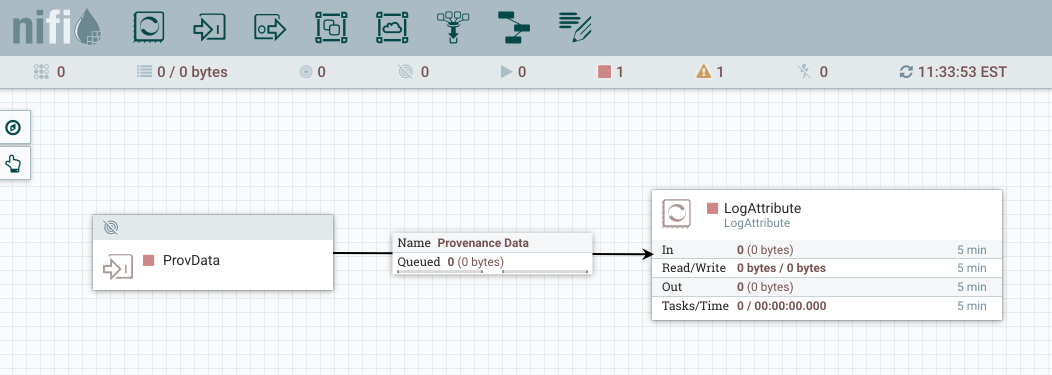 nifi
0 0 / 0 bytes 0 0 0 1 1 0 11:33:53 EST
ProvData
Name Provenance Data
Queued 0 (0 bytes)
LogAttribute
LogAttribute
In 0 (0 bytes) 5 min
Read/Write 0 bytes / 0 bytes 5 min
Out 0 (0 bytes) 5 min
Tasks/Time 0 / 00:00:00.000 5 min